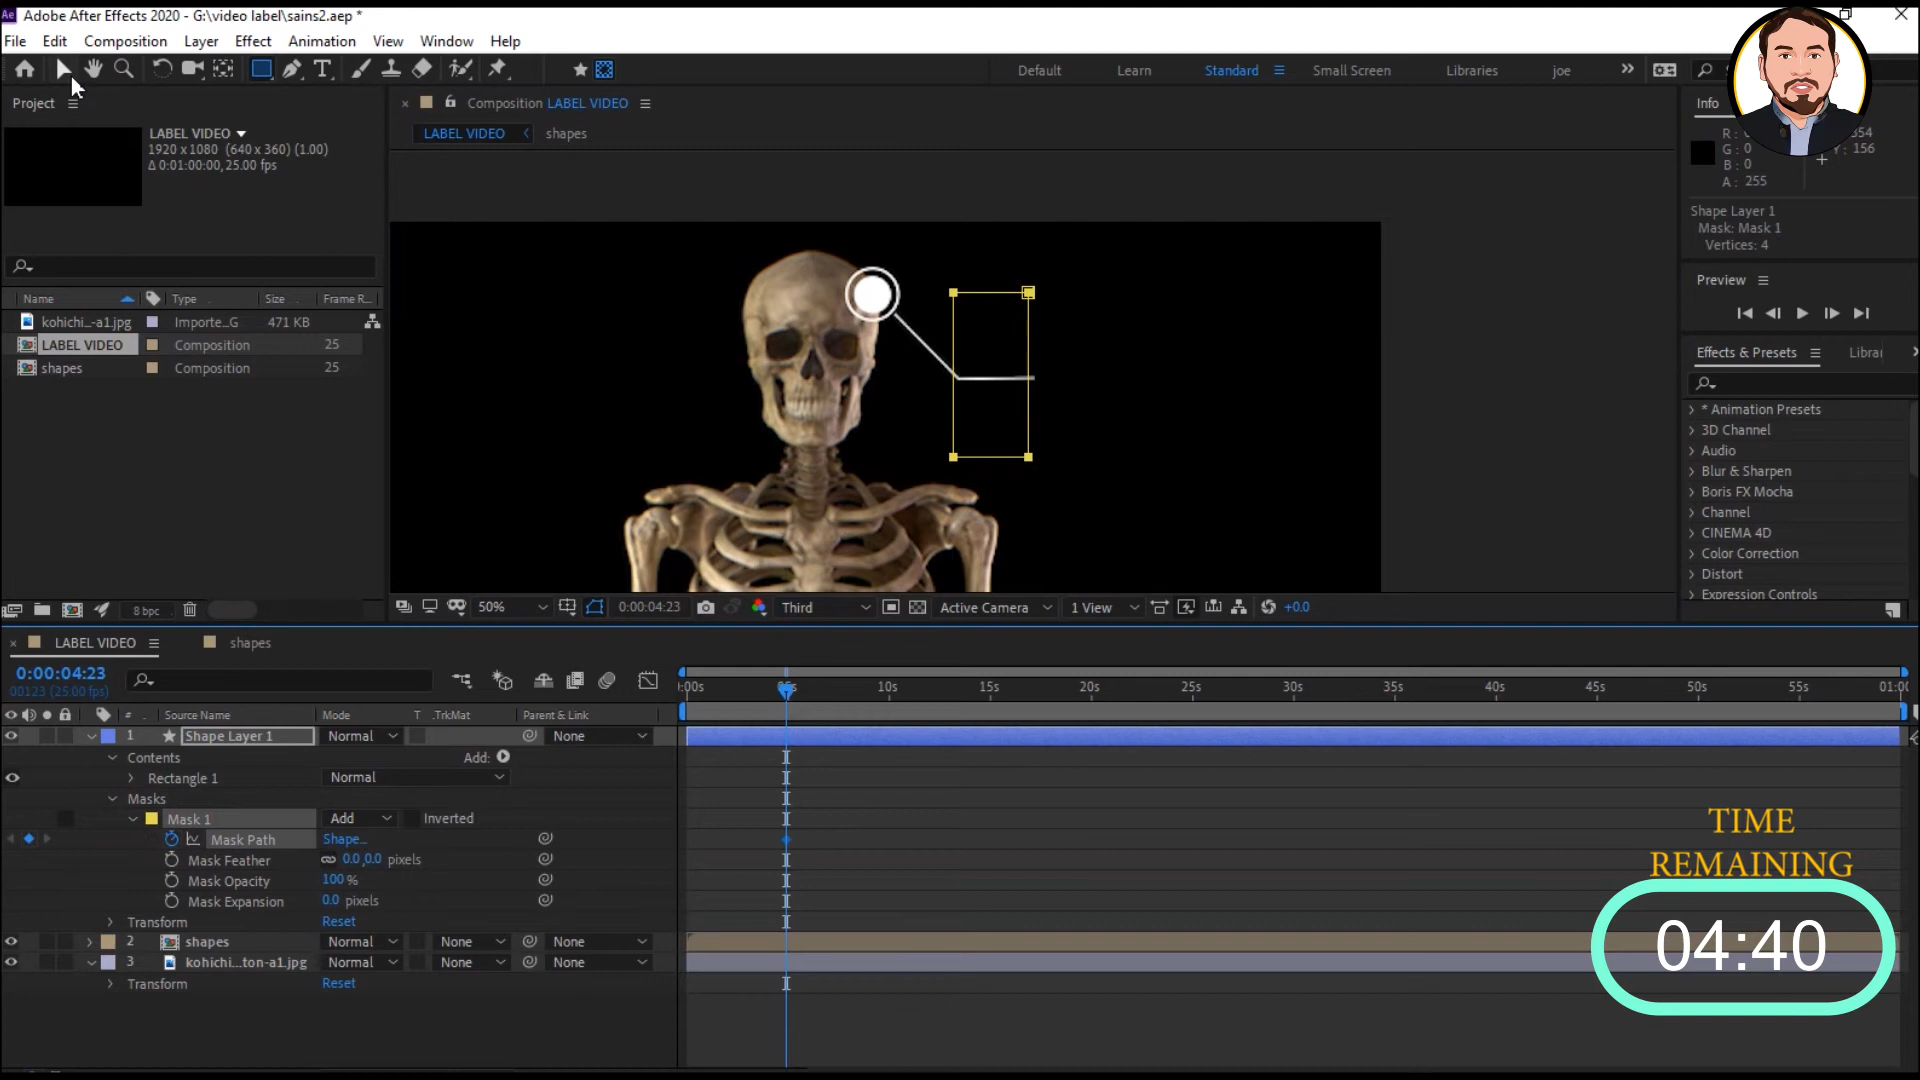 Ae Adobe After Effects 2020 - G:\video label\sains2.aep *
File Edit Composition Layer Effect Animation View Window Help
Default Learn Standard Small Screen Libraries joe
Project
LABEL VIDEO
1920 x 1080 (640 x 360) (1.00)
Δ 0:01:00:00, 25.00 fps
Composition LABEL VIDEO
LABEL VIDEO shapes
Info
G : 0
B : 0
A : 255
Y : 156
Shape Layer 1
Mask: Mask 1
Vertices: 4
Preview
Effects & Presets
* Animation Presets
3D Channel
Audio
Blur & Sharpen
Boris FX Mocha
Channel
CINEMA 4D
Color Correction
Distort
Expression Controls
Name Type Size Frame R...
kohichi_-a1.jpg Importe_G 471 KB
LABEL VIDEO Composition 25
shapes Composition 25
8 bpc
50% 0:00:04:23 Third Active Camera 1 View +0.0
LABEL VIDEO shapes
0:00:04:23
00123 (25.00 fps)
10s 15s 20s 25s 30s 35s 40s 45s 50s 55s
# Source Name Mode T .TrkMat Parent & Link
1 Shape Layer 1 Normal None
Contents Add:
Rectangle 1 Normal
Masks
Mask 1 Add Inverted
Mask Path Shape_
Mask Feather 0.0,0.0 pixels
Mask Opacity 100 %
Mask Expansion 0.0 pixels
Transform Reset
2 shapes Normal None None
3 kohichi...ton-a1.jpg Normal None None
Transform Reset
TIME
REMAINING
04:40